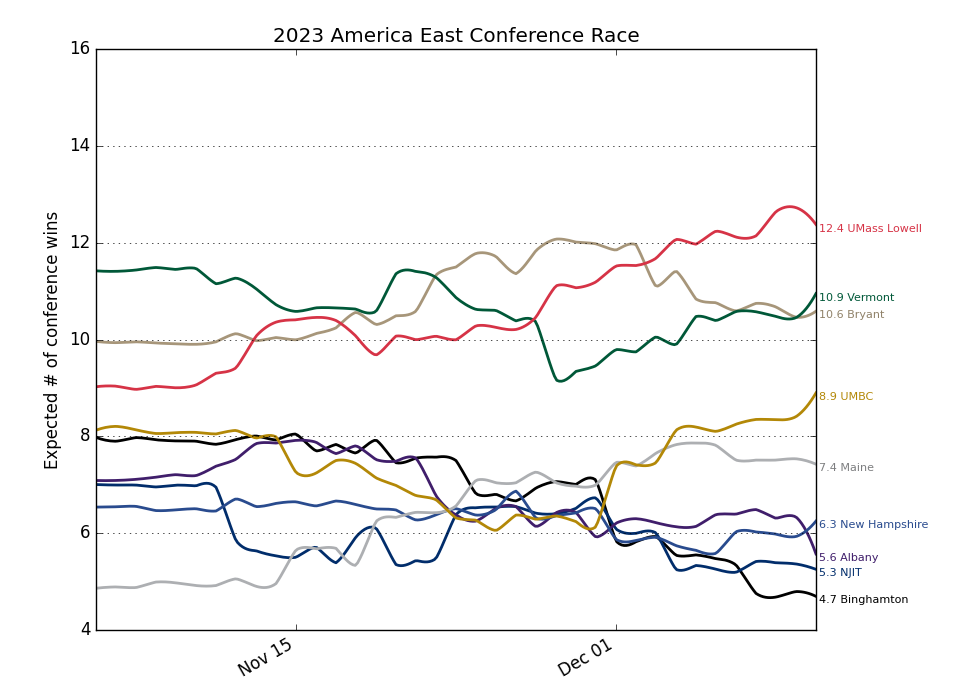 2023 America East Conference Race
Expected # of conference wins
16
14
12
10
8
6
4
Nov 15
Dec 01
12.4 UMass Lowell
10.9 Vermont
10.6 Bryant
8.9 UMBC
7.4 Maine
6.3 New Hampshire
5.6 Albany
5.3 NJIT
4.7 Binghamton